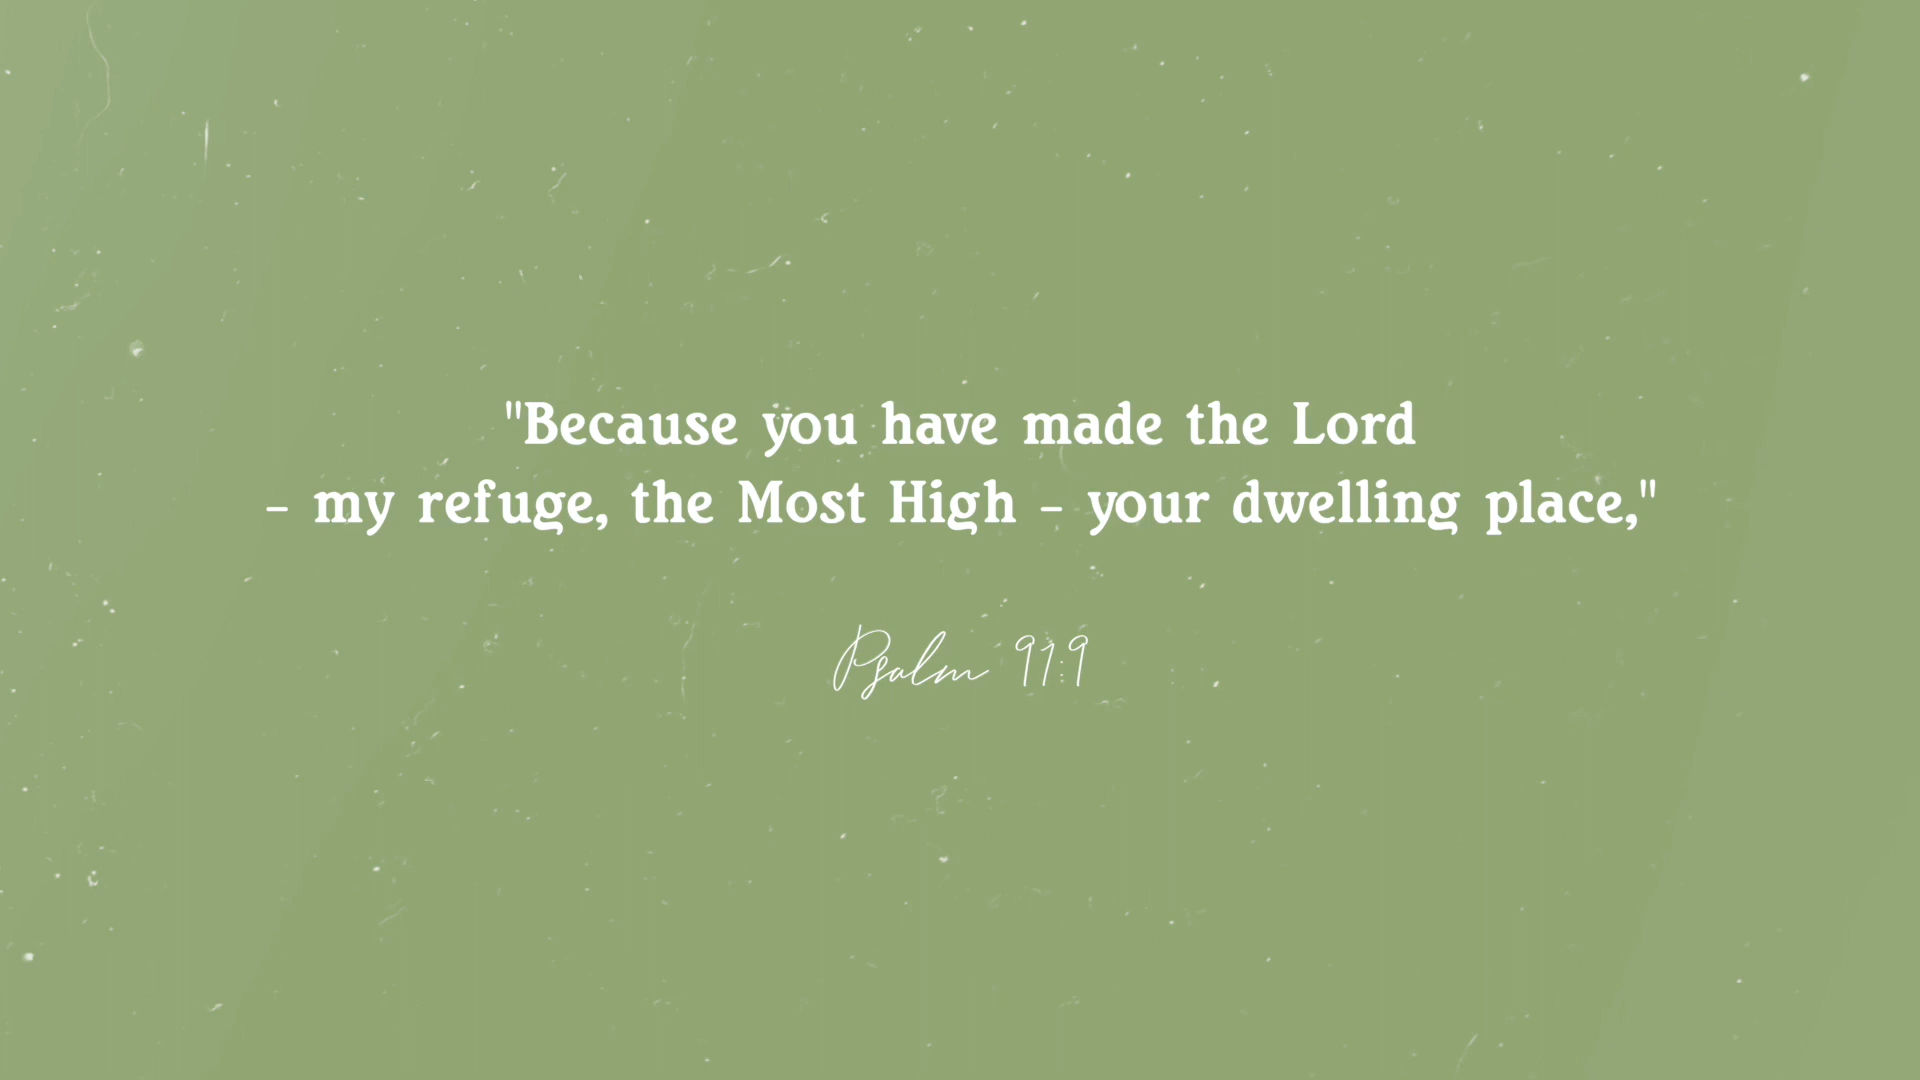 "Because you have made the Lord
- my refuge, the Most High - your dwelling place,"
Psalm 91:9